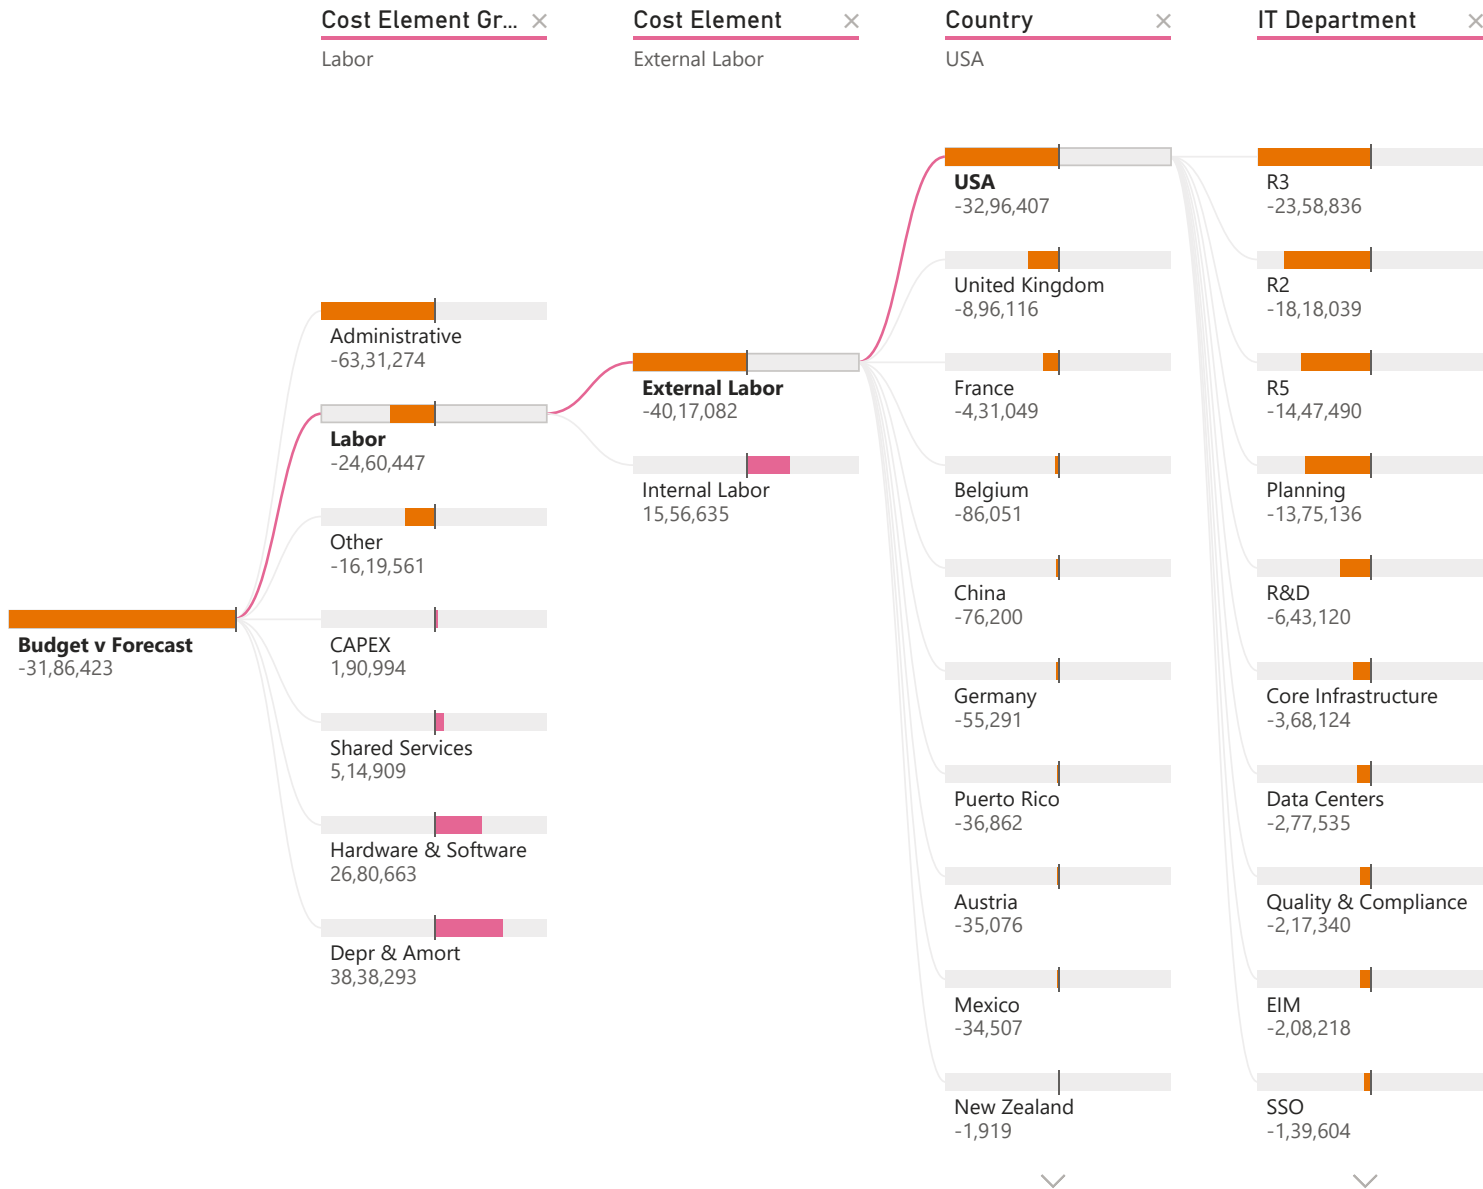 Cost Element Gr...
Labor
Cost Element
External Labor
Country
USA
IT Department
Budget v Forecast
-31,86,423
Administrative
-63,31,274
Labor
-24,60,447
Other
-16,19,561
CAPEX
1,90,994
Shared Services
5,14,909
Hardware & Software
26,80,663
Depr & Amort
38,38,293
External Labor
-40,17,082
Internal Labor
15,56,635
USA
-32,96,407
United Kingdom
-8,96,116
France
-4,31,049
Belgium
-86,051
China
-76,200
Germany
-55,291
Puerto Rico
-36,862
Austria
-35,076
Mexico
-34,507
New Zealand
-1,919
R3
-23,58,836
R2
-18,18,039
R5
-14,47,490
Planning
-13,75,136
R&D
-6,43,120
Core Infrastructure
-3,68,124
Data Centers
-2,77,535
Quality & Compliance
-2,17,340
EIM
-2,08,218
SSO
-1,39,604